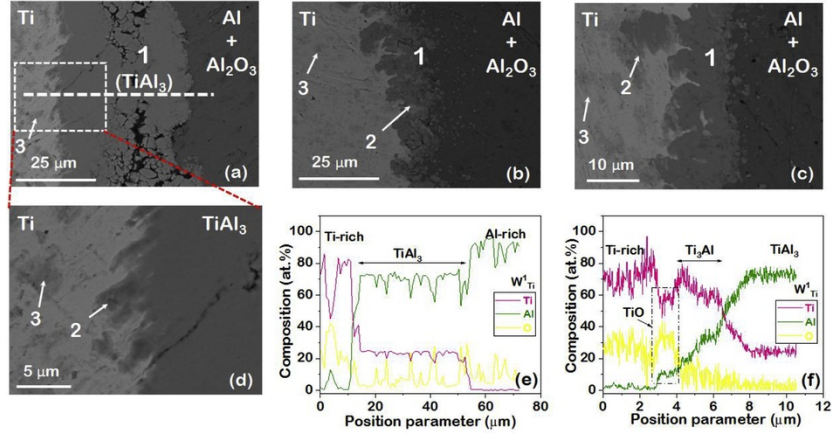 Ti
Al
+
Al₂O₃
1
(TiAl₃)
3
25 μm
(a)
Ti
Al
+
Al₂O₃
1
3
2
25 μm
(b)
Ti
Al
+
Al₂O₃
1
2
3
10 μm
(c)
Ti
TiAl₃
3
2
5 μm
(d)
Composition (at.%)
100
80
60
40
20
0
Ti-rich
TiAl₃
Al-rich
W¹Ti
Ti
Al
O
(e)
0 20 40 60 80
Position parameter (μm)
Composition (at.%)
100
80
60
40
20
0
Ti-rich
Ti₃Al
TiAl₃
TiO
W¹Ti
Ti
Al
O
(f)
0 2 4 6 8 10 12
Position parameter (μm)